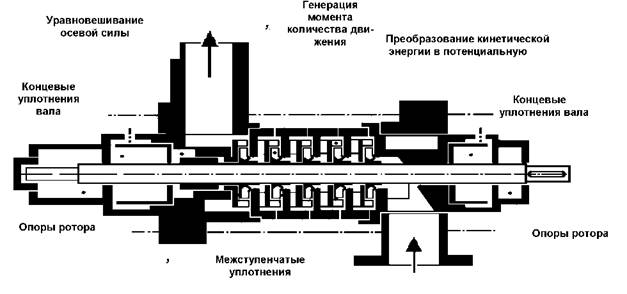 Уравновешивание
осевой силы
Генерация
момента
количества дви-
жения
Преобразование кинетической
энергии в потенциальную
Концевые
уплотнения
вала
Концевые
уплотнения вала
Опоры ротора
Межступенчатые
уплотнения
Опоры ротора